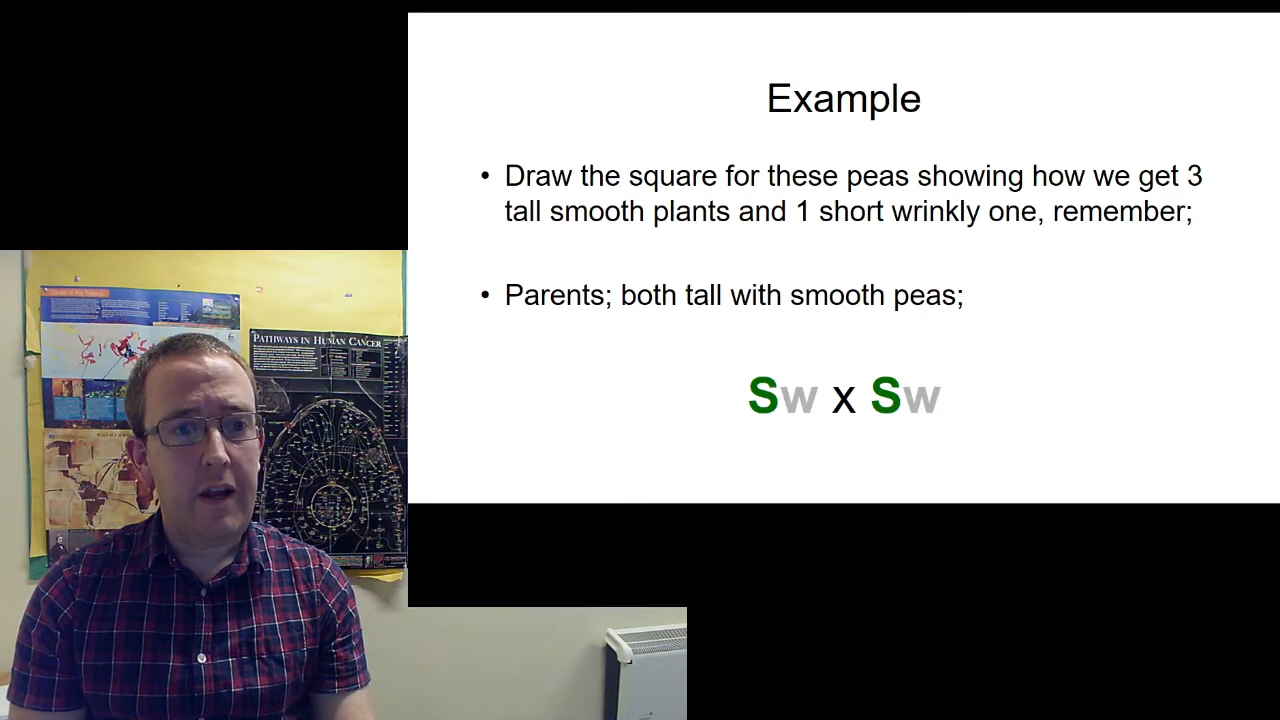 Example
• Draw the square for these peas showing how we get 3
tall smooth plants and 1 short wrinkly one, remember;
• Parents; both tall with smooth peas;
Sw x Sw
PATHWAYS IN HUMAN CANCER